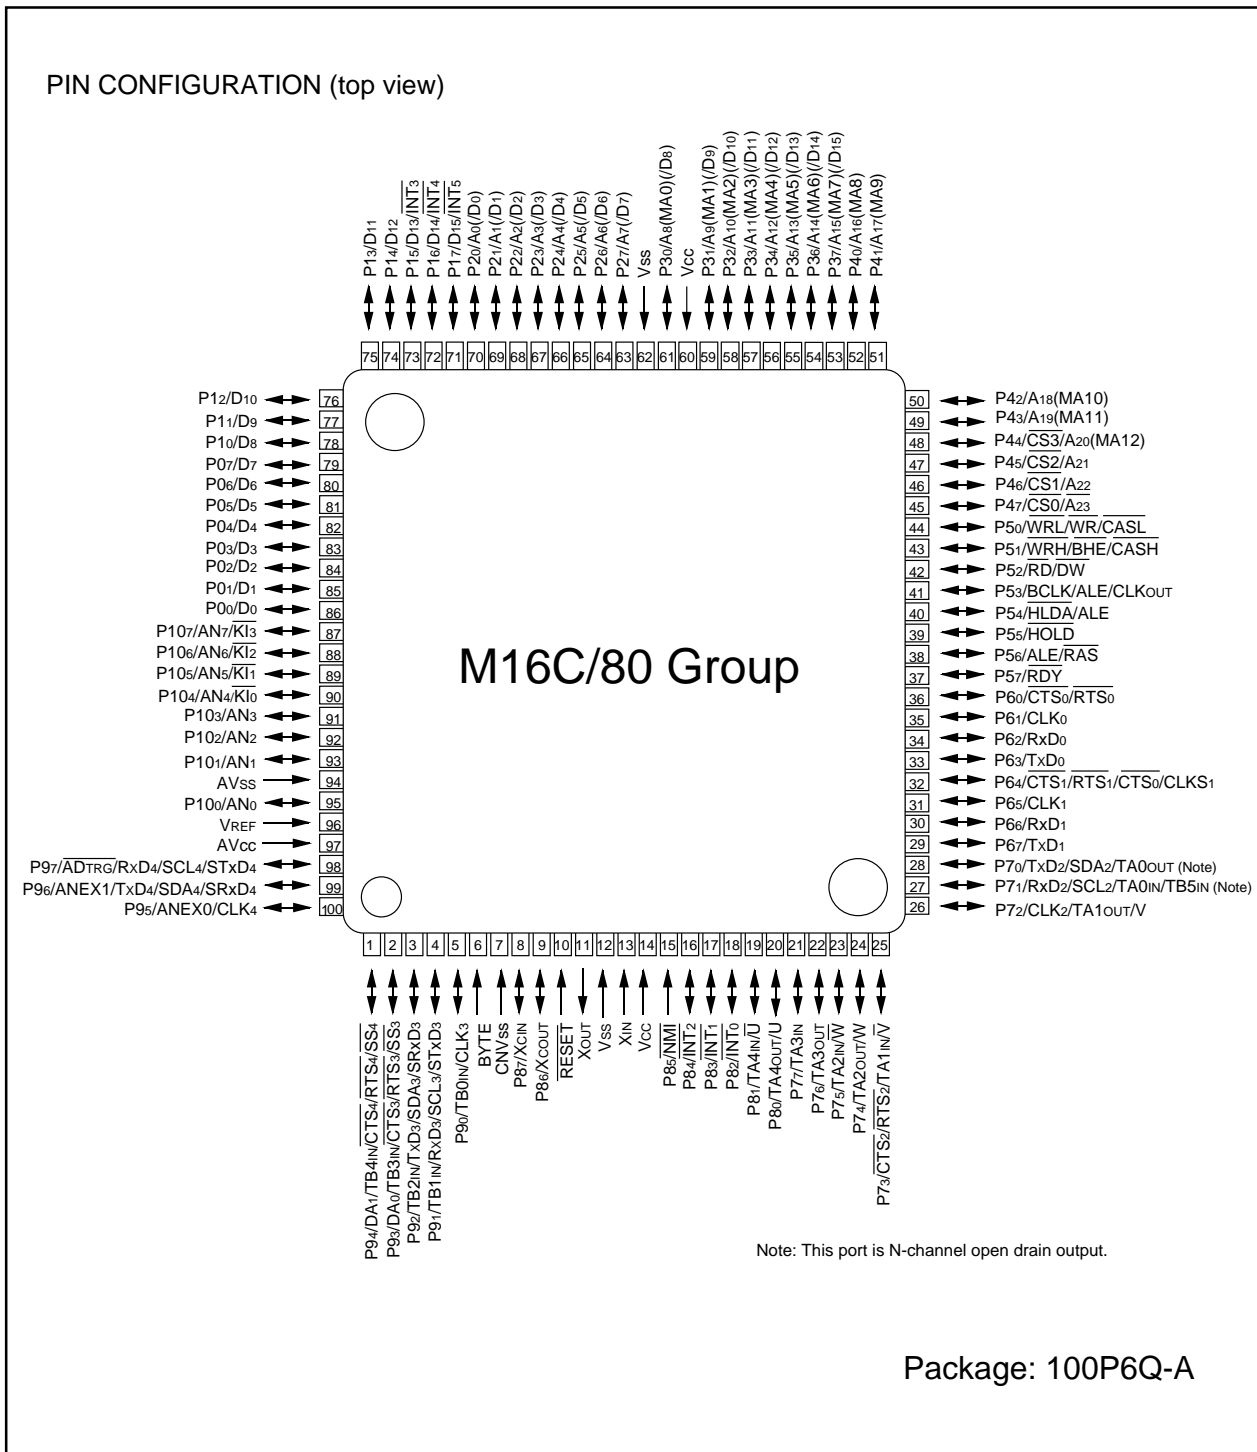 PIN CONFIGURATION (top view)
P13/D11
P14/D12
P15/D13/INT3
P16/D14/INT4
P17/D15/INT5
P20/A0(/D0)
P21/A1(/D1)
P22/A2(/D2)
P23/A3(/D3)
P24/A4(/D4)
P25/A5(/D5)
P26/A6(/D6)
P27/A7(/D7)
Vss
P30/A8(MA0)(/D8)
Vcc
P31/A9(MA1)(/D9)
P32/A10(MA2)(/D10)
P33/A11(MA3)(/D11)
P34/A12(MA4)(/D12)
P35/A13(MA5)(/D13)
P36/A14(MA6)(/D14)
P37/A15(MA7)(/D15)
P40/A16(MA8)
P41/A17(MA9)
75 74 73 72 71 70 69 68 67 66 65 64 63 62 61 60 59 58 57 56 55 54 53 52 51
P12/D10 76
P11/D9 77
P10/D8 78
P07/D7 79
P06/D6 80
P05/D5 81
P04/D4 82
P03/D3 83
P02/D2 84
P01/D1 85
P00/D0 86
P107/AN7/KI3 87
P106/AN6/KI2 88
P105/AN5/KI1 89
P104/AN4/KI0 90
P103/AN3 91
P102/AN2 92
P101/AN1 93
AVSS 94
P100/AN0 95
VREF 96
AVcc 97
P97/ADTRG/RxD4/SCL4/STxD4 98
P96/ANEX1/TxD4/SDA4/SRxD4 99
P95/ANEX0/CLK4 100
M16C/80 Group
50 P42/A18(MA10)
49 P43/A19(MA11)
48 P44/CS3/A20(MA12)
47 P45/CS2/A21
46 P46/CS1/A22
45 P47/CS0/A23
44 P50/WRL/WR/CASL
43 P51/WRH/BHE/CASH
42 P52/RD/DW
41 P53/BCLK/ALE/CLKOUT
40 P54/HLDA/ALE
39 P55/HOLD
38 P56/ALE/RAS
37 P57/RDY
36 P60/CTS0/RTS0
35 P61/CLK0
34 P62/RxD0
33 P63/TxD0
32 P64/CTS1/RTS1/CTS0/CLKS1
31 P65/CLK1
30 P66/RxD1
29 P67/TxD1
28 P70/TxD2/SDA2/TA0OUT (Note)
27 P71/RxD2/SCL2/TA0IN/TB5IN (Note)
26 P72/CLK2/TA1OUT/V
1 2 3 4 5 6 7 8 9 10 11 12 13 14 15 16 17 18 19 20 21 22 23 24 25
P94/DA1/TB4IN/CTS4/RTS4/SS4
P93/DA0/TB3IN/CTS3/RTS3/SS3
P92/TB2IN/TxD3/SDA3/SRxD3
P91/TB1IN/RxD3/SCL3/STxD3
P90/TB0IN/CLK3
BYTE
CNVss
P87/XCIN
P86/XCOUT
RESET
XOUT
VSS
XIN
VCC
P85/NMI
P84/INT2
P83/INT1
P82/INT0
P81/TA4IN/U
P80/TA4OUT/U
P77/TA3IN
P76/TA3OUT
P75/TA2IN/W
P74/TA2OUT/W
P73/CTS2/RTS2/TA1IN/V
Note: This port is N-channel open drain output.
Package: 100P6Q-A